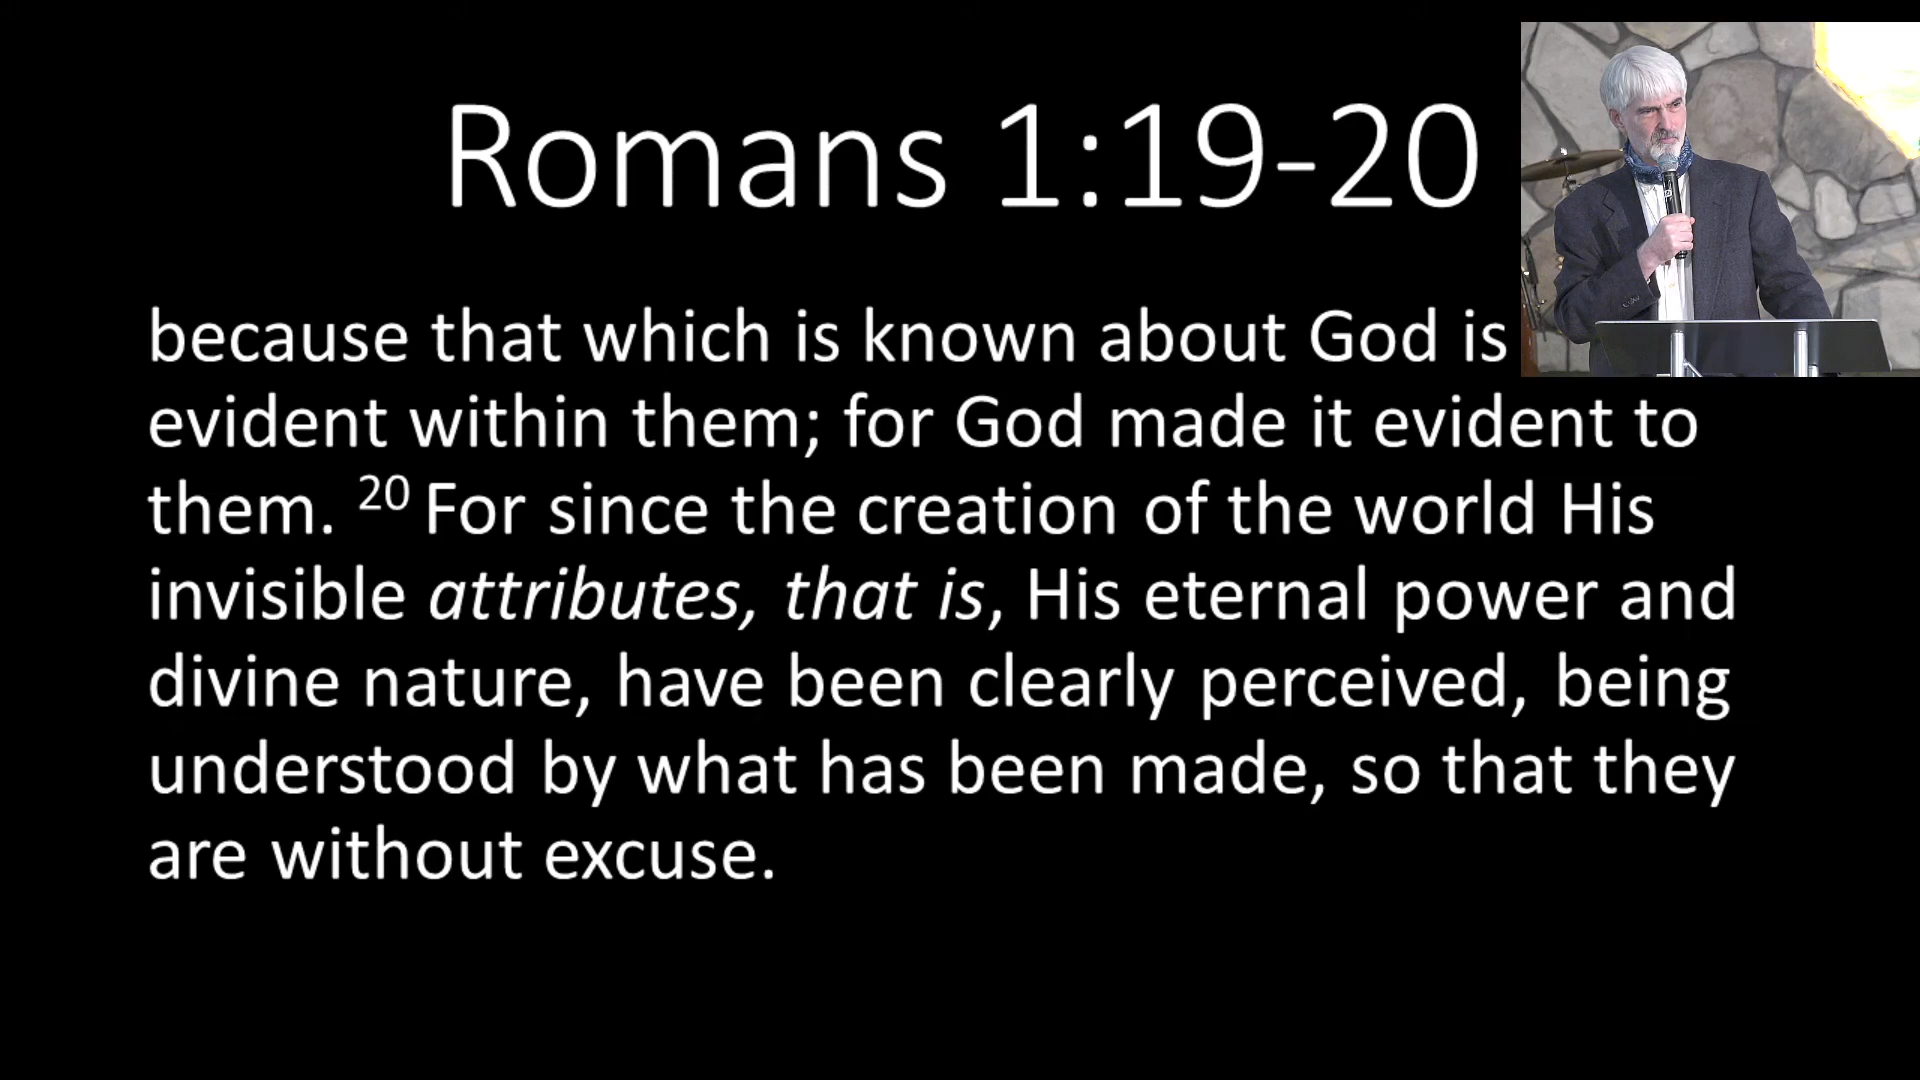 Romans 1:19-20
because that which is known about God is
evident within them; for God made it evident to
them. 20 For since the creation of the world His
invisible attributes, that is, His eternal power and
divine nature, have been clearly perceived, being
understood by what has been made, so that they
are without excuse.